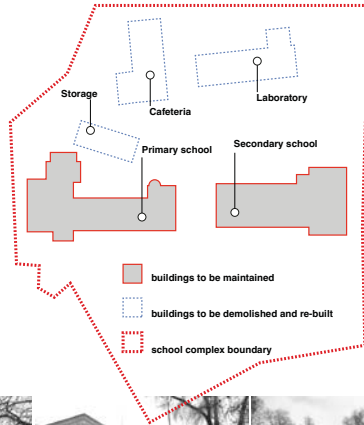 Storage
Cafeteria
Laboratory
Primary school
Secondary school
buildings to be maintained
buildings to be demolished and re-built
school complex boundary